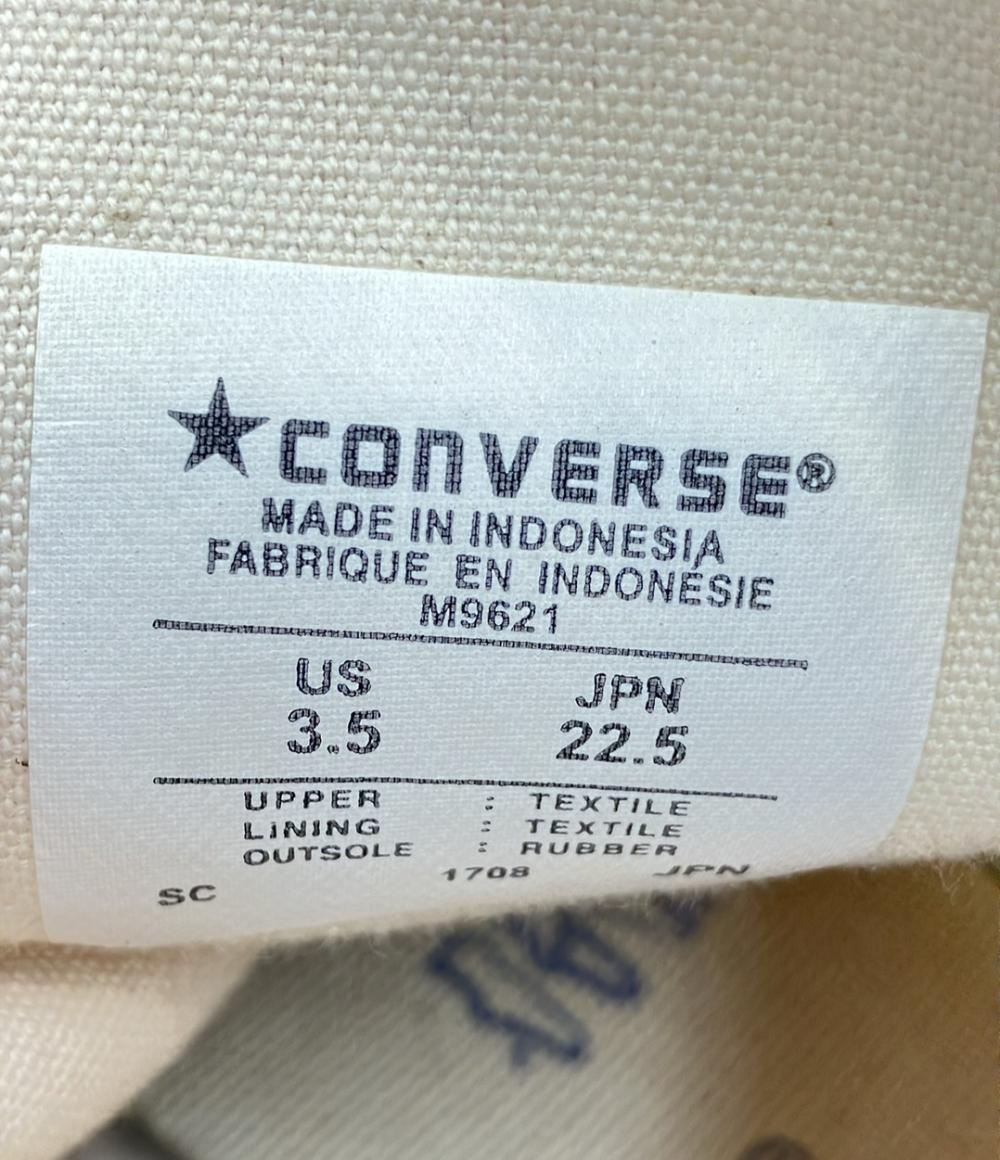 ★CONVERSE®
MADE IN INDONESIA
FABRIQUE EN INDONÉSIE
M9621
US JPN
3.5 22.5
UPPER : TEXTILE
LINING : TEXTILE
OUTSOLE : RUBBER
SC 1708 JPN